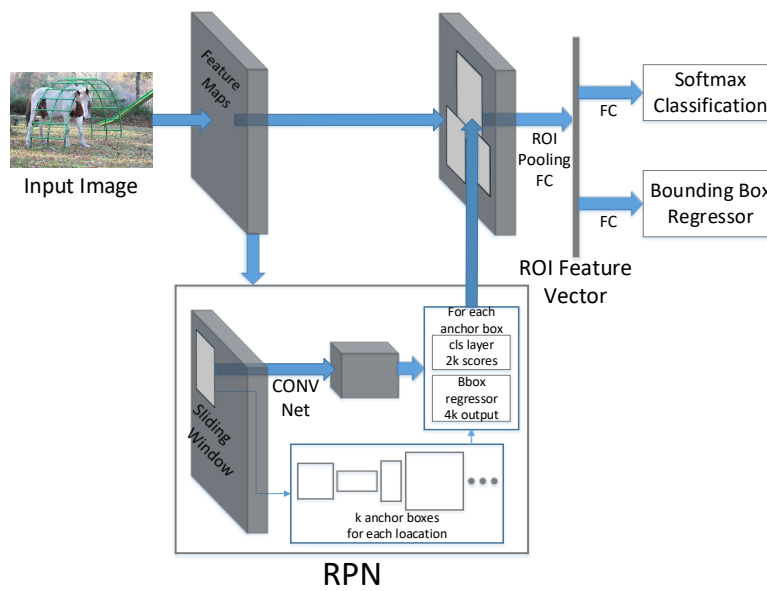 Feature
Maps
Input Image
ROI
Pooling
FC
FC
Softmax
Classification
FC
Bounding Box
Regressor
ROI Feature
Vector
Sliding
Window
CONV
Net
For each
anchor box
cls layer
2k scores
Bbox
regressor
4k output
k anchor boxes
for each loacation
RPN